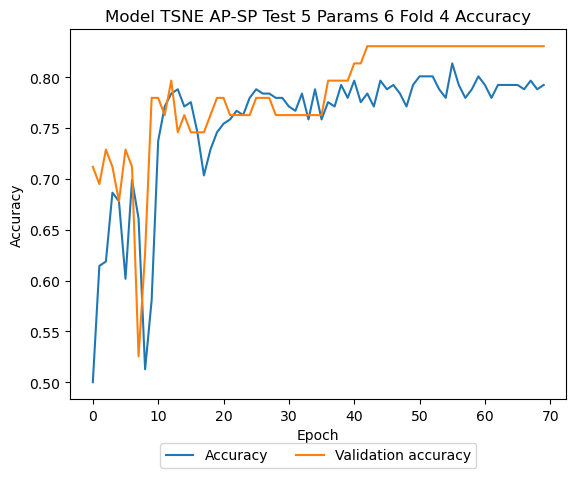 Model TSNE AP-SP Test 5 Params 6 Fold 4 Accuracy
Accuracy
0.80
0.75
0.70
0.65
0.60
0.55
0.50
0 10 20 30 40 50 60 70
Epoch
Accuracy Validation accuracy